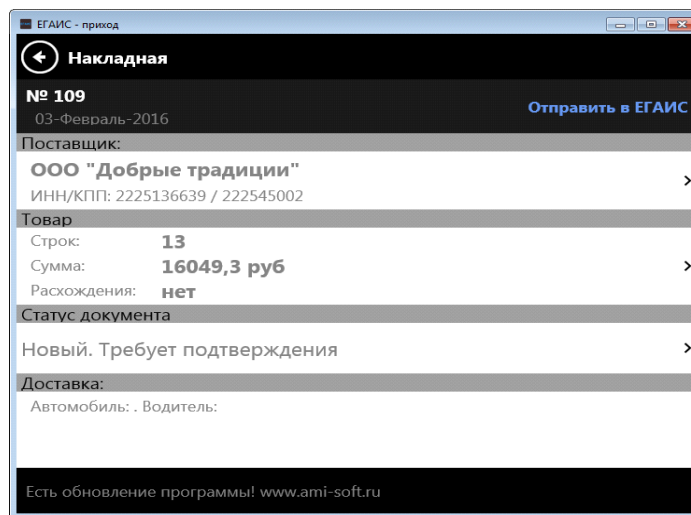 ЕГАИС - приход
Накладная
№ 109
03-Февраль-2016
Отправить в ЕГАИС
Поставщик:
ООО "Добрые традиции"
ИНН/КПП: 2225136639 / 222545002
Товар
Строк: 13
Сумма: 16049,3 руб
Расхождения: нет
Статус документа
Новый. Требует подтверждения
Доставка:
Автомобиль: . Водитель:
Есть обновление программы! www.ami-soft.ru